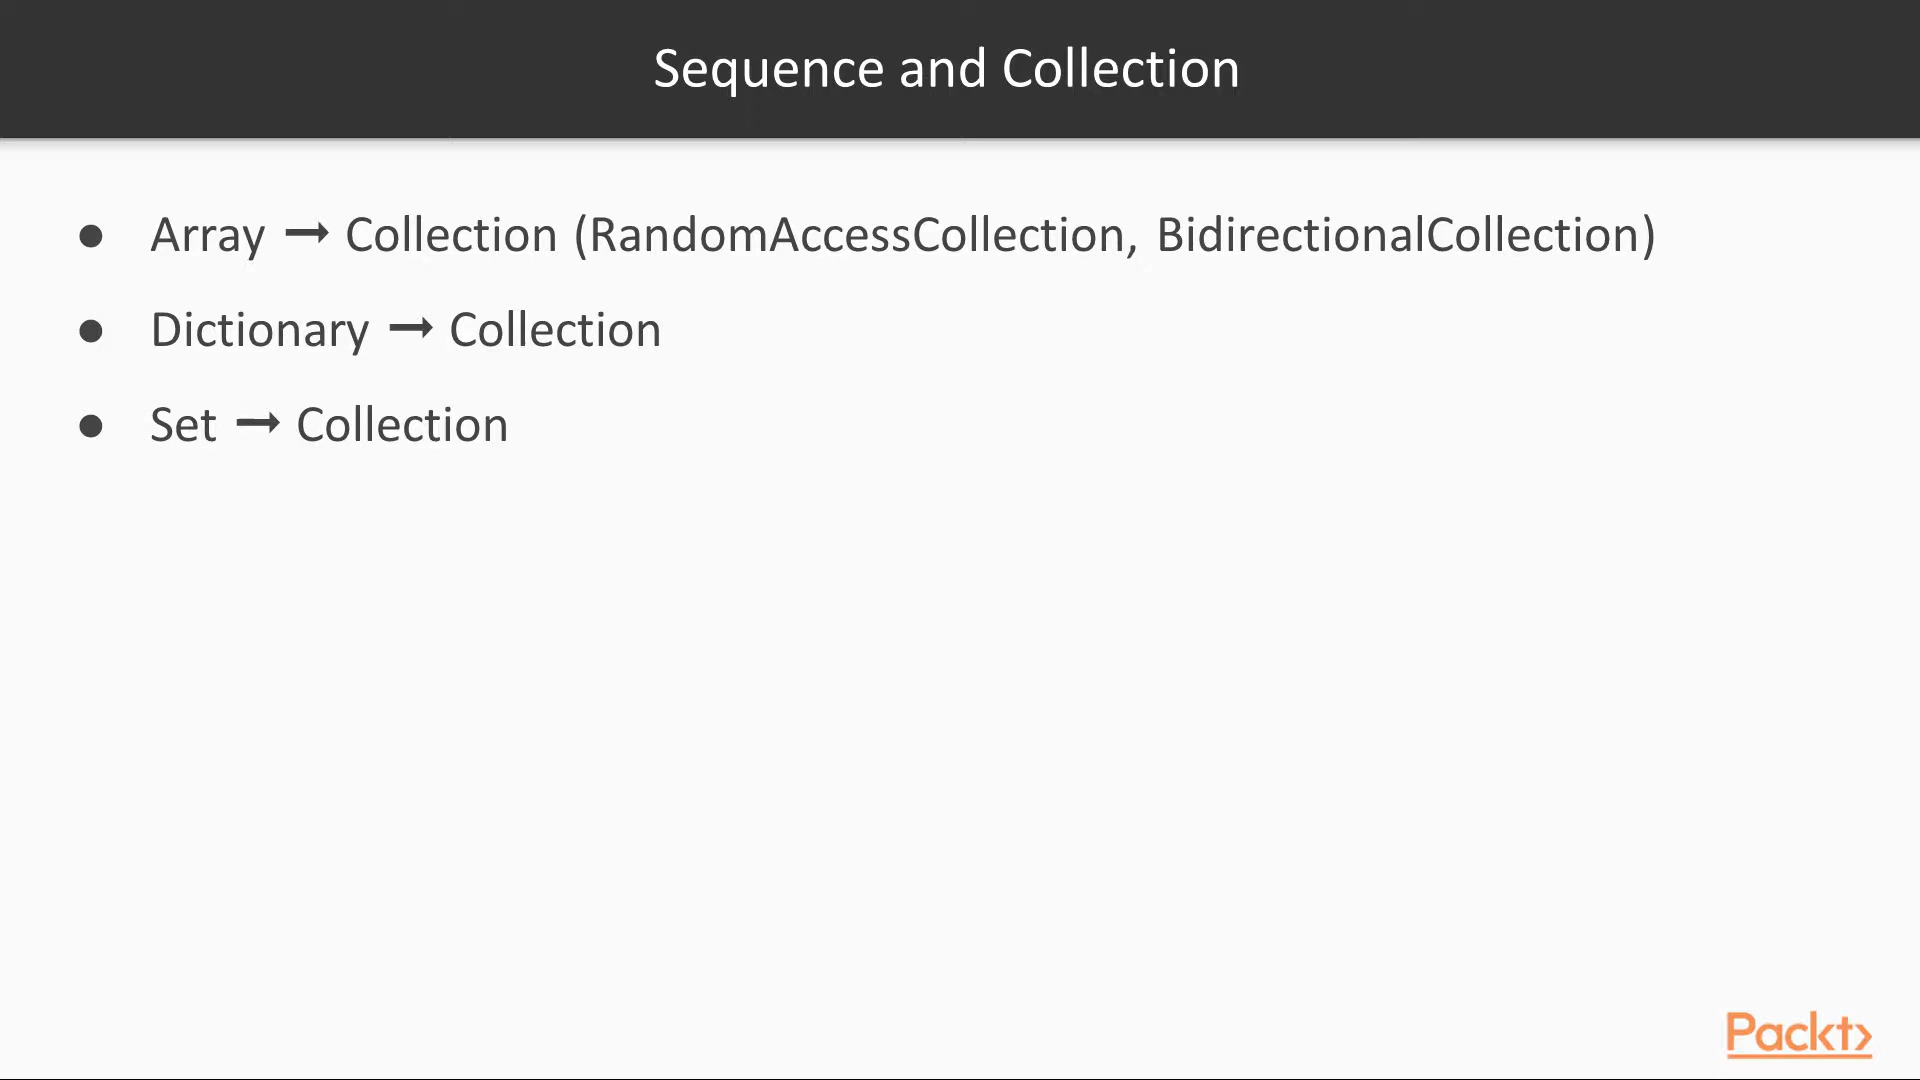 Sequence and Collection
● Array ➞ Collection (RandomAccessCollection, BidirectionalCollection)
● Dictionary ➞ Collection
● Set ➞ Collection
Packt>